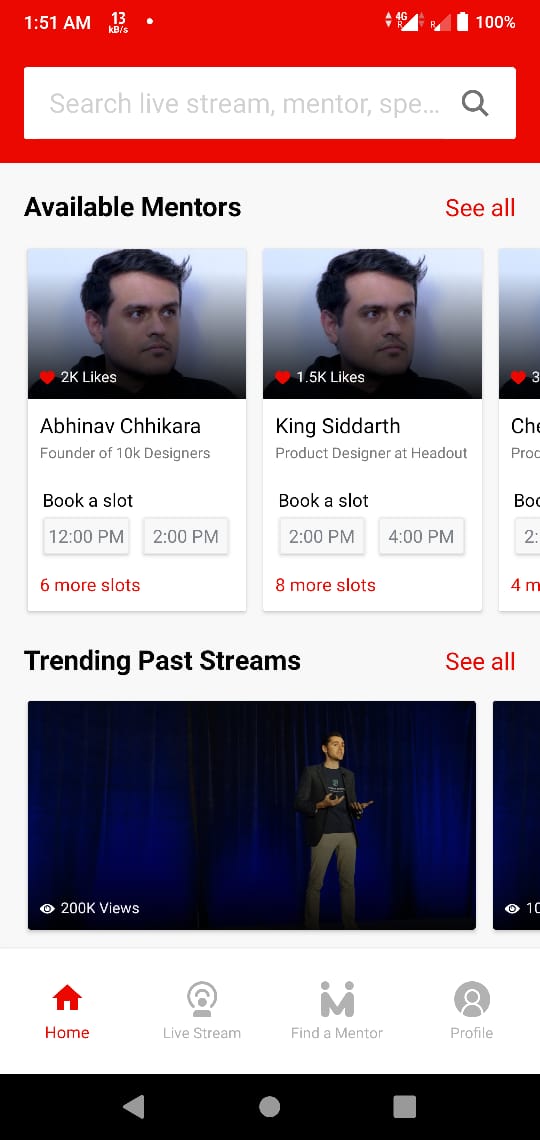 1:51 AM 13 kB/s 4G R R 100%
Search live stream, mentor, spe...
Available Mentors See all
2K Likes 1.5K Likes 3
Abhinav Chhikara King Siddarth Che
Founder of 10k Designers Product Designer at Headout Prod
Book a slot Book a slot Boo
12:00 PM 2:00 PM 2:00 PM 4:00 PM 2:
6 more slots 8 more slots 4 m
Trending Past Streams See all
200K Views 10
Home Live Stream Find a Mentor Profile